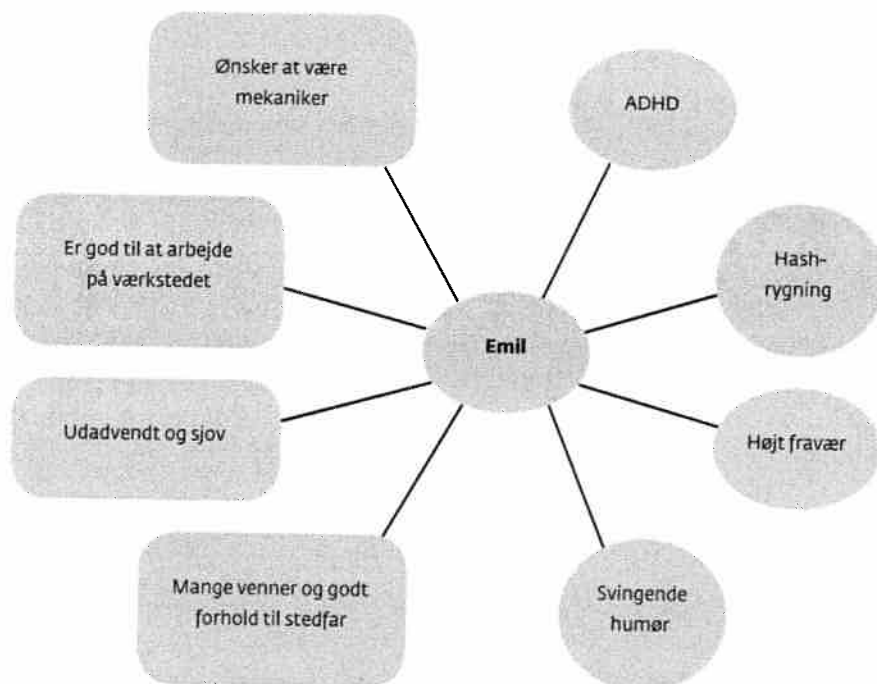 Ønsker at være
mekaniker
ADHD
Er god til at arbejde
på værkstedet
Hash-
rygning
Emil
Udadvendt og sjov
Højt fravær
Mange venner og godt
forhold til stedfar
Svingende
humør